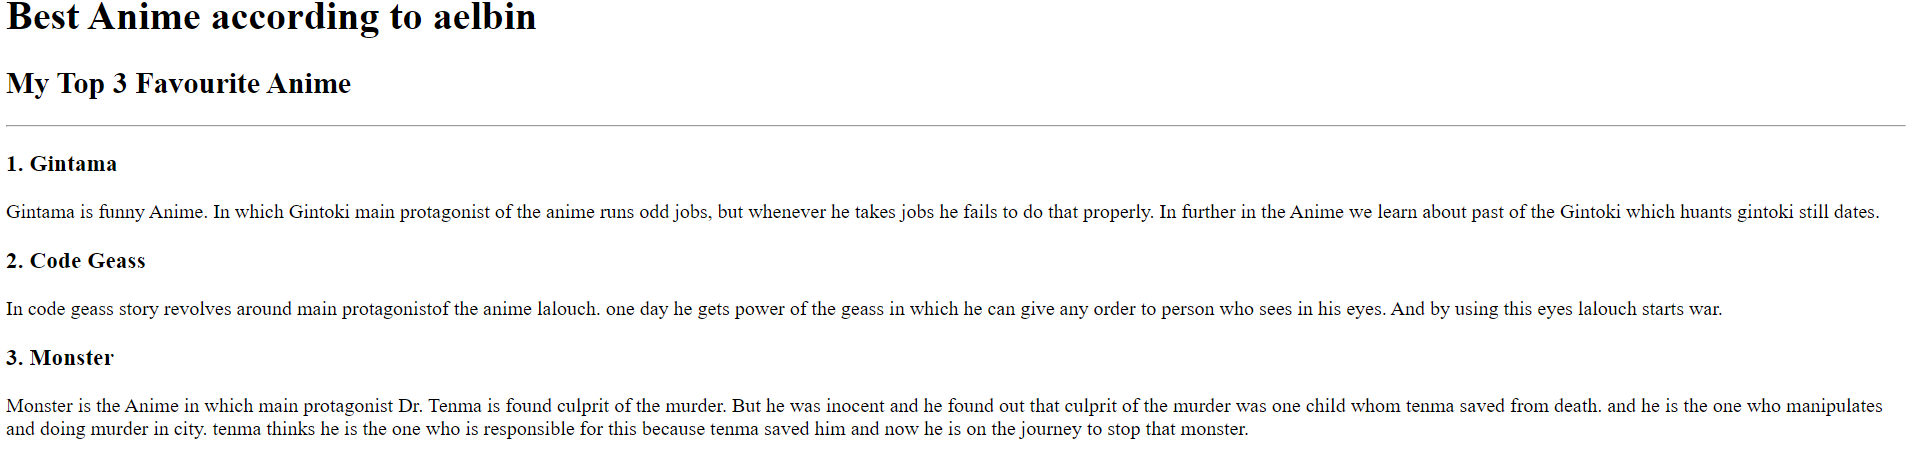 Best Anime according to aelbin
My Top 3 Favourite Anime
1. Gintama
Gintama is funny Anime. In which Gintoki main protagonist of the anime runs odd jobs, but whenever he takes jobs he fails to do that properly. In further in the Anime we learn about past of the Gintoki which huants gintoki still dates.
2. Code Geass
In code geass story revolves around main protagonistof the anime lalouch. one day he gets power of the geass in which he can give any order to person who sees in his eyes. And by using this eyes lalouch starts war.
3. Monster
Monster is the Anime in which main protagonist Dr. Tenma is found culprit of the murder. But he was inocent and he found out that culprit of the murder was one child whom tenma saved from death. and he is the one who manipulates
and doing murder in city. tenma thinks he is the one who is responsible for this because tenma saved him and now he is on the journey to stop that monster.